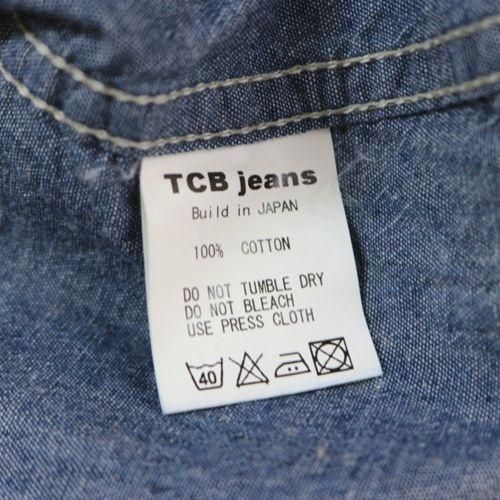 TCB jeans
Build in JAPAN
100% COTTON
DO NOT TUMBLE DRY
DO NOT BLEACH
USE PRESS CLOTH
40